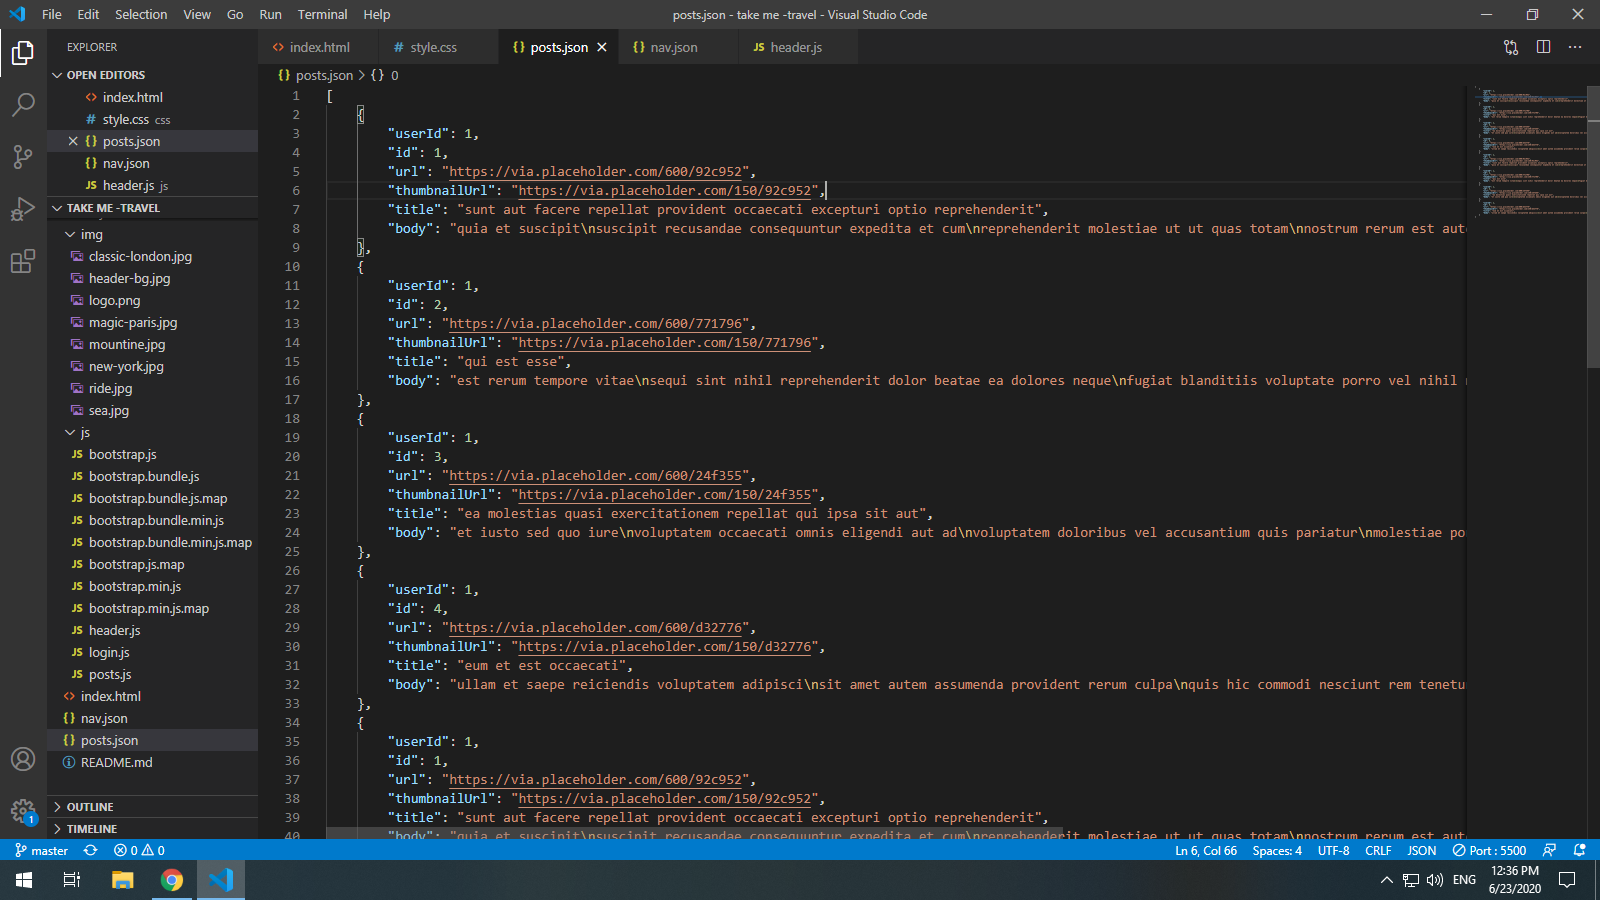 File Edit Selection View Go Run Terminal Help
posts.json - take me -travel - Visual Studio Code
EXPLORER
OPEN EDITORS
index.html
style.css css
posts.json
nav.json
header.js js
TAKE ME -TRAVEL
img
classic-london.jpg
header-bg.jpg
logo.png
magic-paris.jpg
mountine.jpg
new-york.jpg
ride.jpg
sea.jpg
js
JS bootstrap.js
JS bootstrap.bundle.js
JS bootstrap.bundle.js.map
JS bootstrap.bundle.min.js
JS bootstrap.bundle.min.js.map
JS bootstrap.js.map
JS bootstrap.min.js
JS bootstrap.min.js.map
JS header.js
JS login.js
JS posts.js
<> index.html
{} nav.json
{} posts.json
README.md
OUTLINE
TIMELINE
<> index.html # style.css {} posts.json {} nav.json JS header.js
{} posts.json > {} 0
1 [
2 {
3 "userId": 1,
4 "id": 1,
5 "url": "https://via.placeholder.com/600/92c952",
6 "thumbnailUrl": "https://via.placeholder.com/150/92c952",
7 "title": "sunt aut facere repellat provident occaecati excepturi optio reprehenderit",
8 "body": "quia et suscipit\nsuscipit recusandae consequuntur expedita et cum\nreprehenderit molestiae ut ut quas totam\nnostrum rerum est aut
9 },
10 {
11 "userId": 1,
12 "id": 2,
13 "url": "https://via.placeholder.com/600/771796",
14 "thumbnailUrl": "https://via.placeholder.com/150/771796",
15 "title": "qui est esse",
16 "body": "est rerum tempore vitae\nsequi sint nihil reprehenderit dolor beatae ea dolores neque\nfugiat blanditiis voluptate porro vel nihil
17 },
18 {
19 "userId": 1,
20 "id": 3,
21 "url": "https://via.placeholder.com/600/24f355",
22 "thumbnailUrl": "https://via.placeholder.com/150/24f355",
23 "title": "ea molestias quasi exercitationem repellat qui ipsa sit aut",
24 "body": "et iusto sed quo iure\nvoluptatem occaecati omnis eligendi aut ad\nvoluptatem doloribus vel accusantium quis pariatur\nmolestiae po
25 },
26 {
27 "userId": 1,
28 "id": 4,
29 "url": "https://via.placeholder.com/600/d32776",
30 "thumbnailUrl": "https://via.placeholder.com/150/d32776",
31 "title": "eum et est occaecati",
32 "body": "ullam et saepe reiciendis voluptatem adipisci\nsit amet autem assumenda provident rerum culpa\nquis hic commodi nesciunt rem tenetu
33 },
34 {
35 "userId": 1,
36 "id": 1,
37 "url": "https://via.placeholder.com/600/92c952",
38 "thumbnailUrl": "https://via.placeholder.com/150/92c952",
39 "title": "sunt aut facere repellat provident occaecati excepturi optio reprehenderit",
40 "body": "quia et suscipit\nsuscipit recusandae consequuntur expedita et cum\nreprehenderit molestiae ut ut quas totam\nnostrum rerum est aut
1
master 0 0
Ln 6, Col 66 Spaces: 4 UTF-8 CRLF JSON Port : 5500
ENG
12:36 PM
6/23/2020